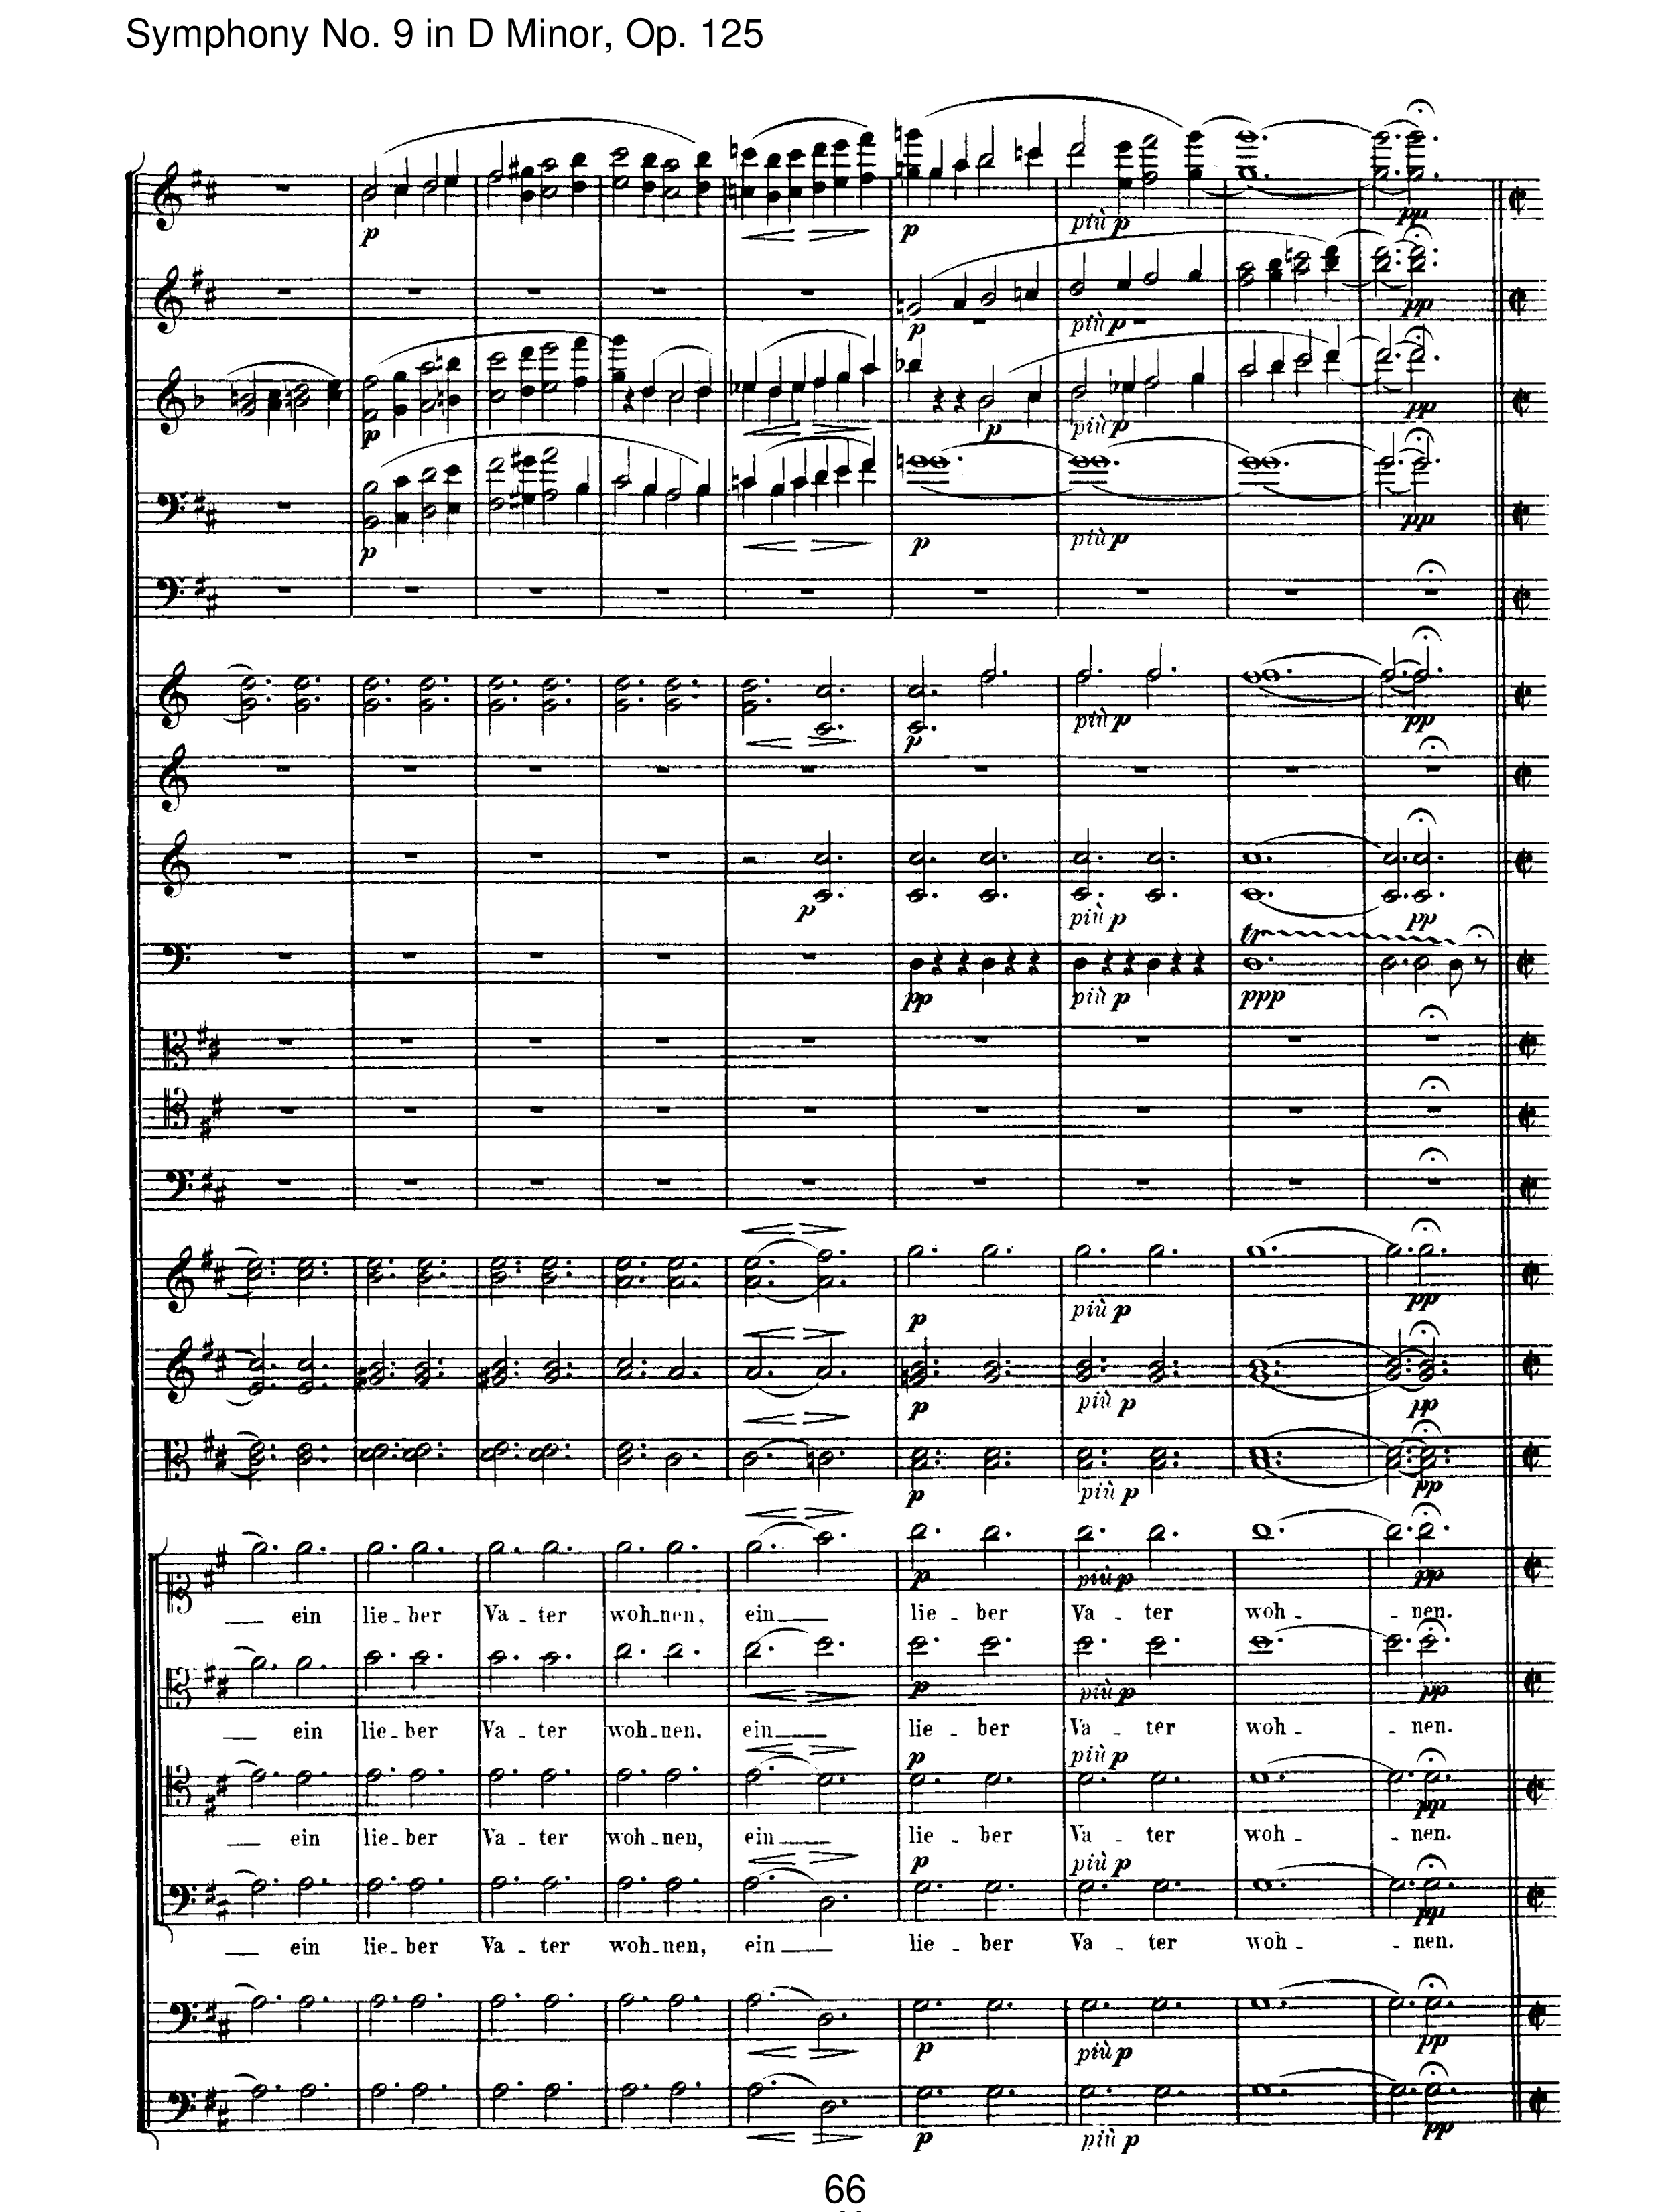 Symphony No. 9 in D Minor, Op. 125
p
p
più p
pp
p
più p
pp
p
p
più p
pp
p
p
più p
pp
p
più p
pp
p
più p
pp
tr
pp
più p
ppp
p
più p
pp
p
più p
pp
p
più p
pp
p
più p
pp
ein lie - ber Va - ter woh - nen, ein lie - ber Va - ter woh - - nen.
p
più p
pp
ein lie - ber Va - ter woh - nen, ein lie - ber Va - ter woh - - nen.
p
più p
pp
ein lie - ber Va - ter woh - nen, ein lie - ber Va - ter woh - - nen.
p
più p
pp
ein lie - ber Va - ter woh - nen, ein lie - ber Va - ter woh - - nen.
p
più p
pp
p
più p
pp
66